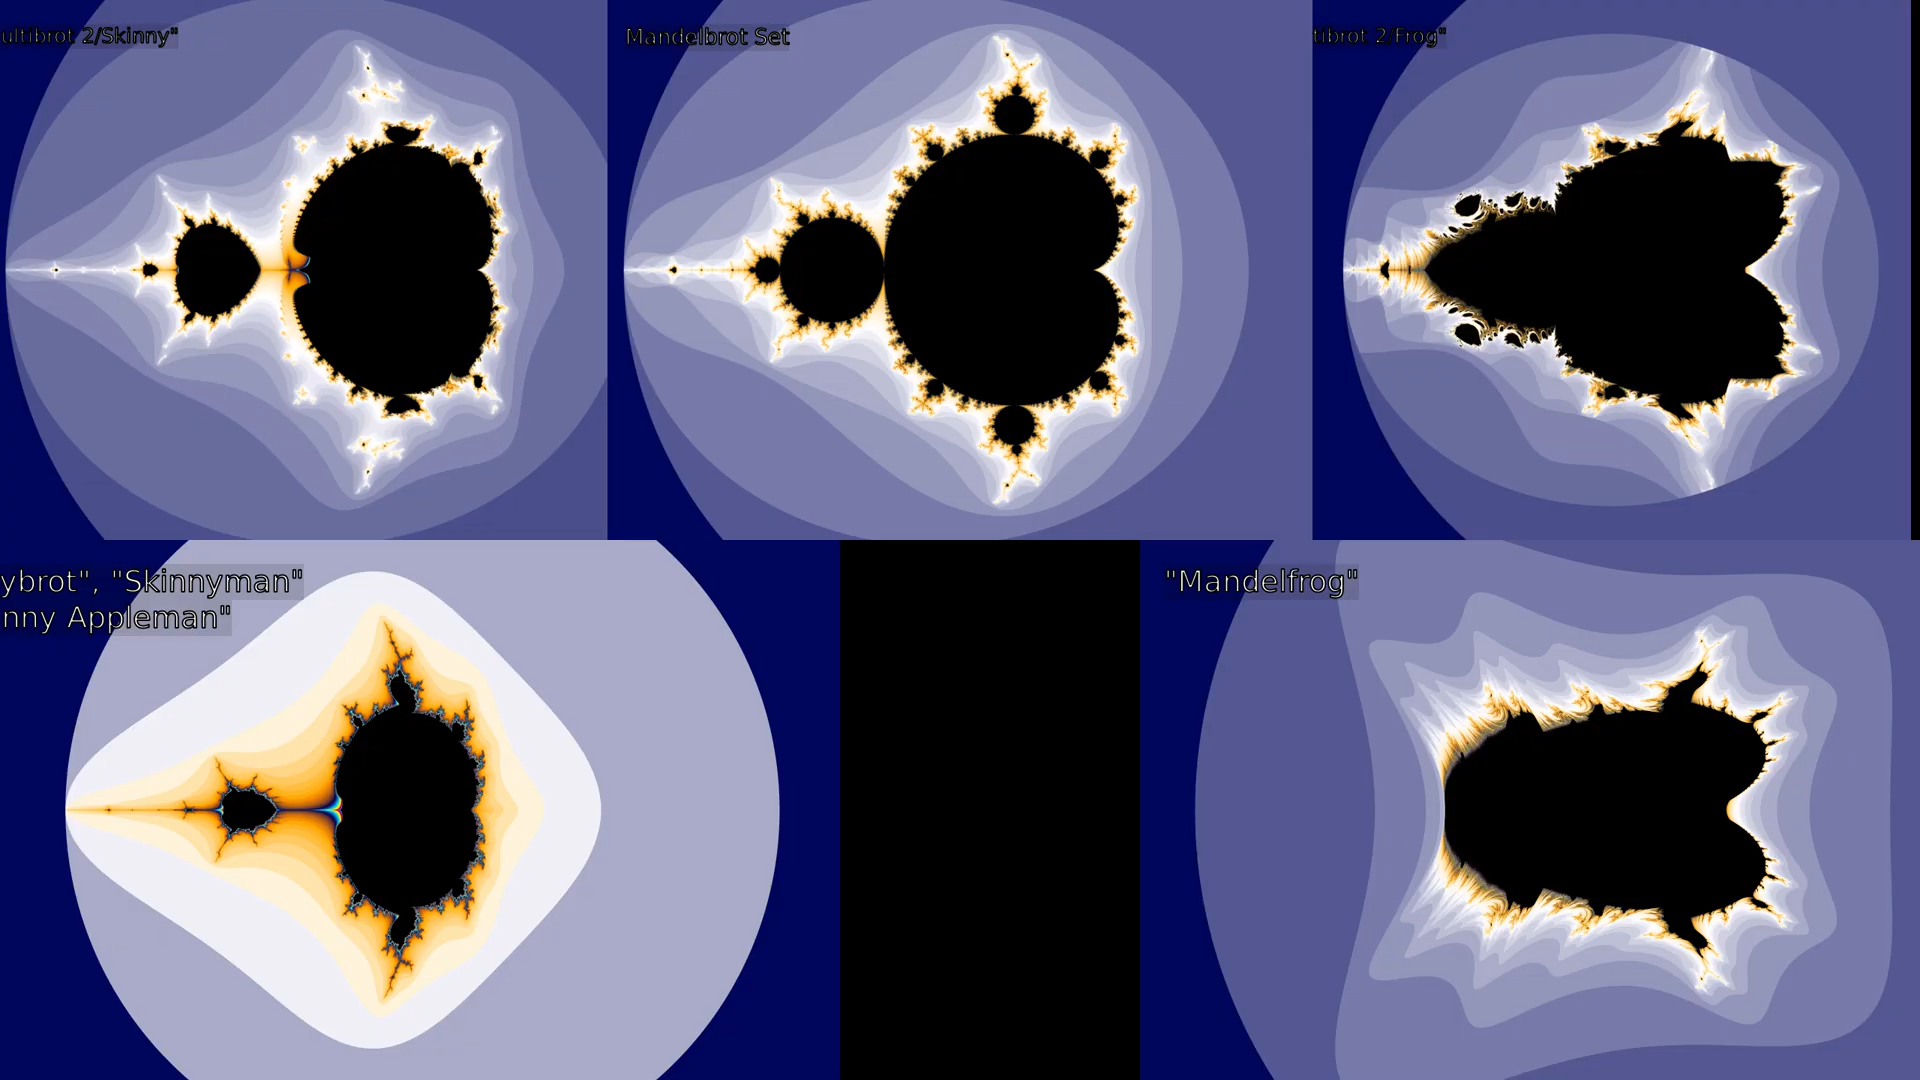 ultibrot 2/Skinny"
Mandelbrot Set
tibrot 2/Frog"
ybrot", "Skinnyman"
nny Appleman"
"Mandelfrog"